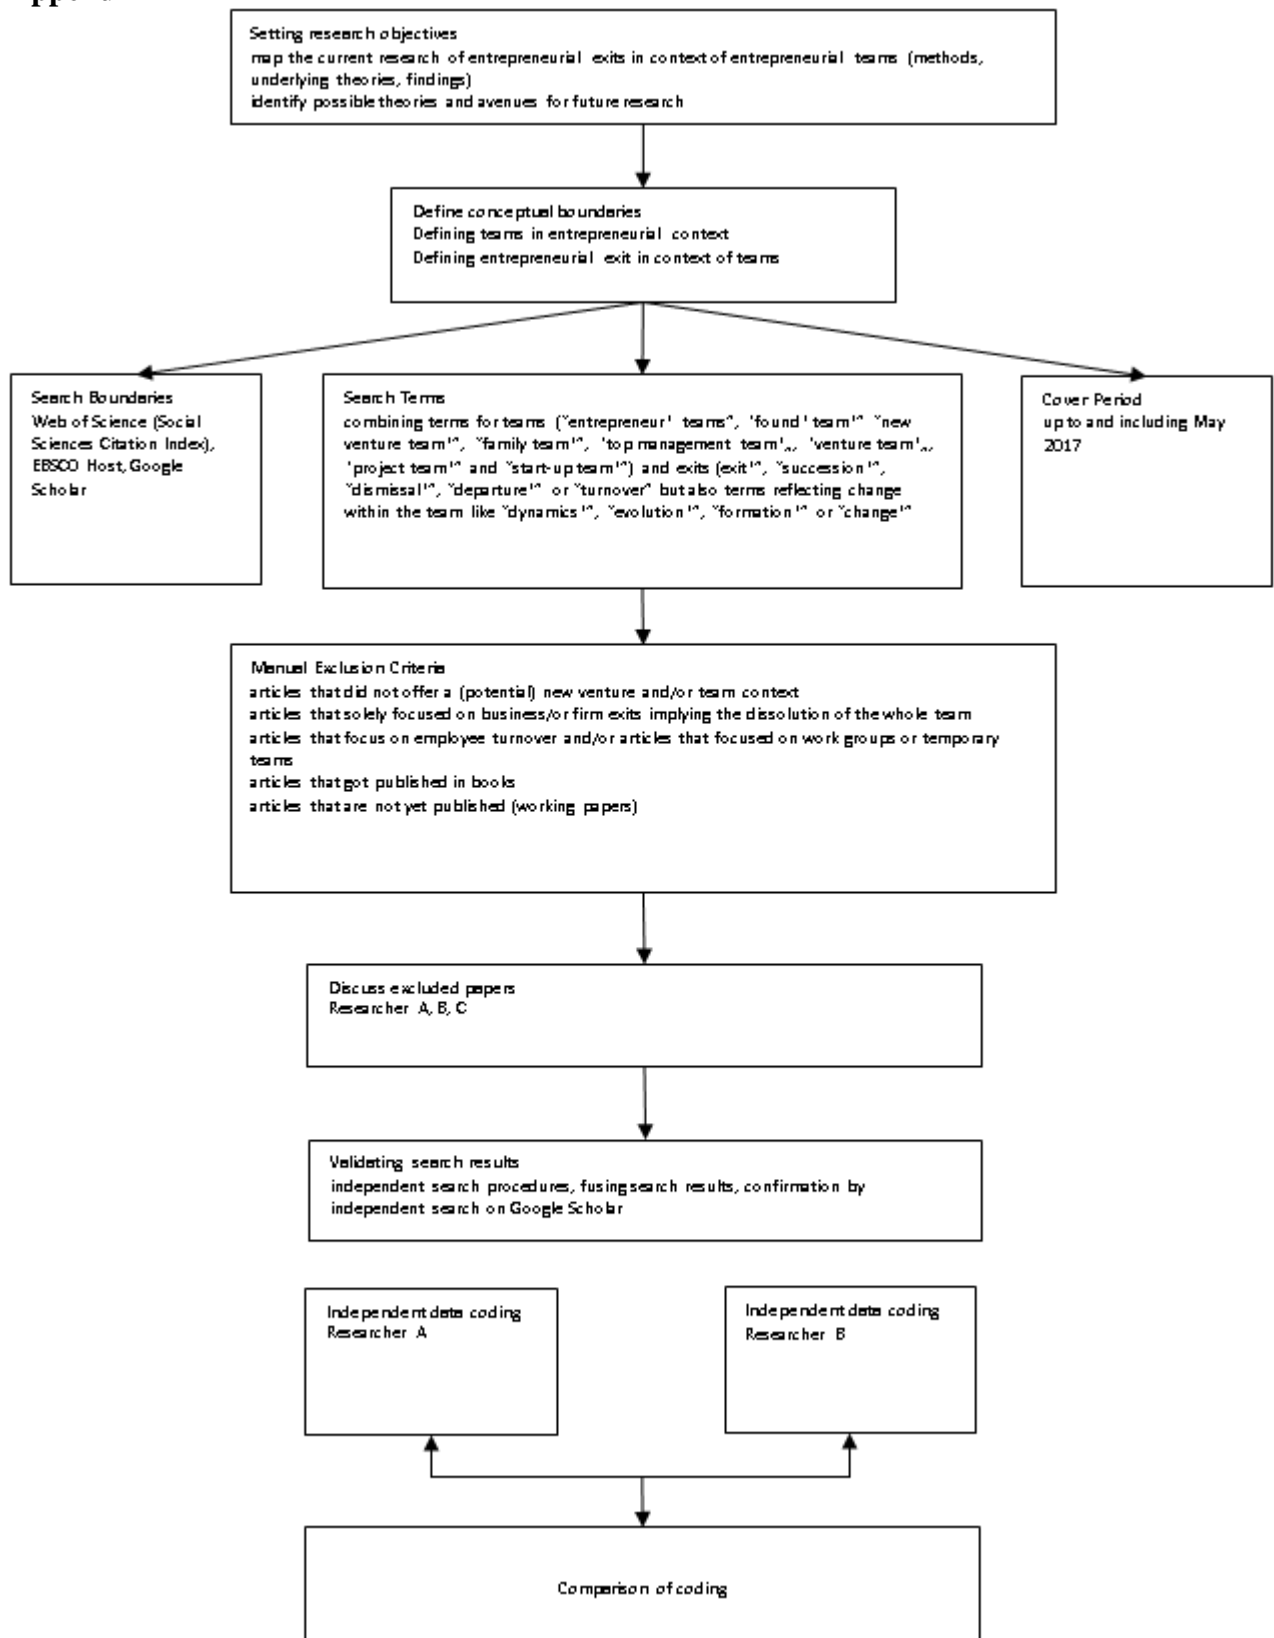 Setting research objectives
map the current research of entrepreneurial exits in context of entrepreneurial teams (methods,
underlying theories, findings)
identify possible theories and avenues for future research
Define conceptual boundaries
Defining teams in entrepreneurial context
Defining entrepreneurial exit in context of teams
Search Boundaries
Web of Science (Social
Sciences Citation Index),
EBSCO Host, Google
Scholar
Search Terms
combining terms for teams ("entrepreneur' teams", 'found' team'" "new
venture team'", "family team'", 'top management team'„, 'venture team'„,
'project team'" and "start-up team'") and exits (exit'", "succession'",
"dismissal'", "departure'" or "turnover" but also terms reflecting change
within the team like "dynamics'", "evolution'", "formation'" or "change'"
Cover Period
up to and including May
2017
Manual Exclusion Criteria
articles that did not offer a (potential) new venture and/or team context
articles that solely focused on business/or firm exits implying the dissolution of the whole team
articles that focus on employee turnover and/or articles that focused on work groups or temporary
teams
articles that got published in books
articles that are not yet published (working papers)
Discuss excluded papers
Researcher A, B, C
Validating search results
independent search procedures, fusing search results, confirmation by
independent search on Google Scholar
Independent data coding
Researcher A
Independent data coding
Researcher B
Comparison of coding